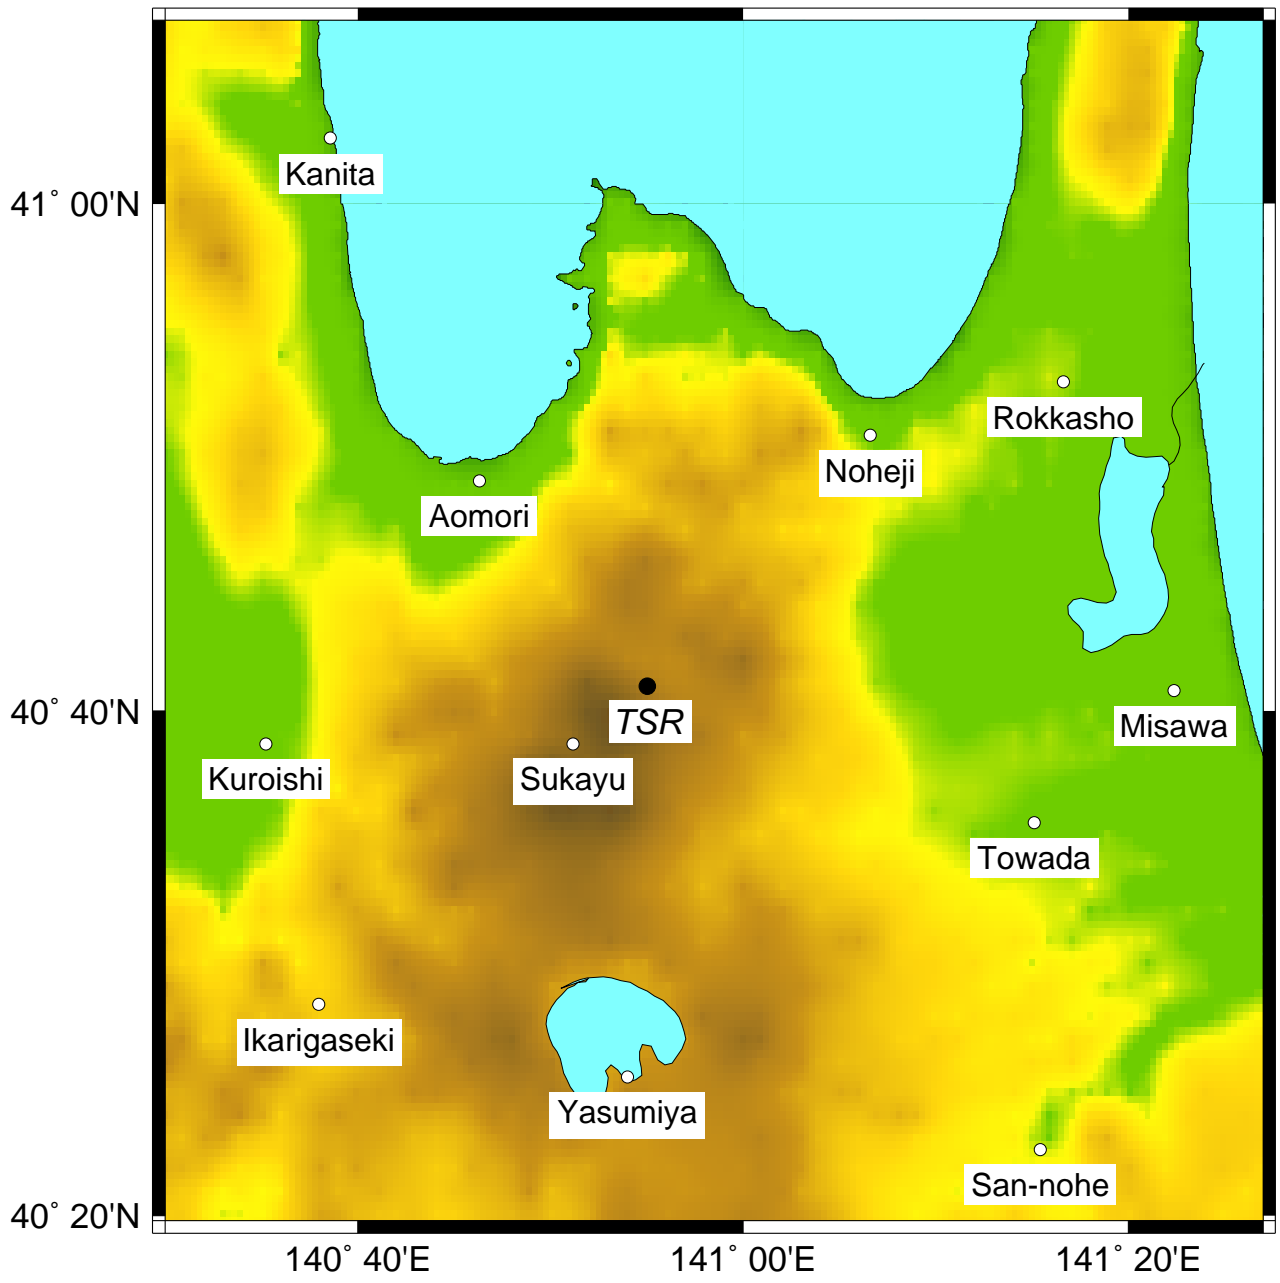 Kanita
41° 00'N
Rokkasho
Noheji
Aomori
40° 40'N
TSR
Misawa
Kuroishi
Sukayu
Towada
Ikarigaseki
Yasumiya
San-nohe
40° 20'N
140° 40'E
141° 00'E
141° 20'E